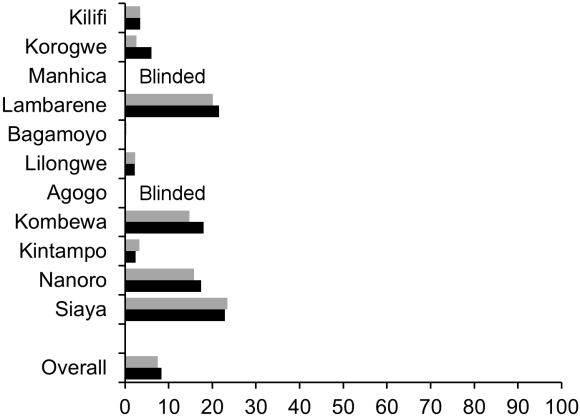 Kilifi
Korogwe
Manhica Blinded
Lambarene
Bagamoyo
Lilongwe
Agogo Blinded
Kombewa
Kintampo
Nanoro
Siaya
Overall
0 10 20 30 40 50 60 70 80 90 100